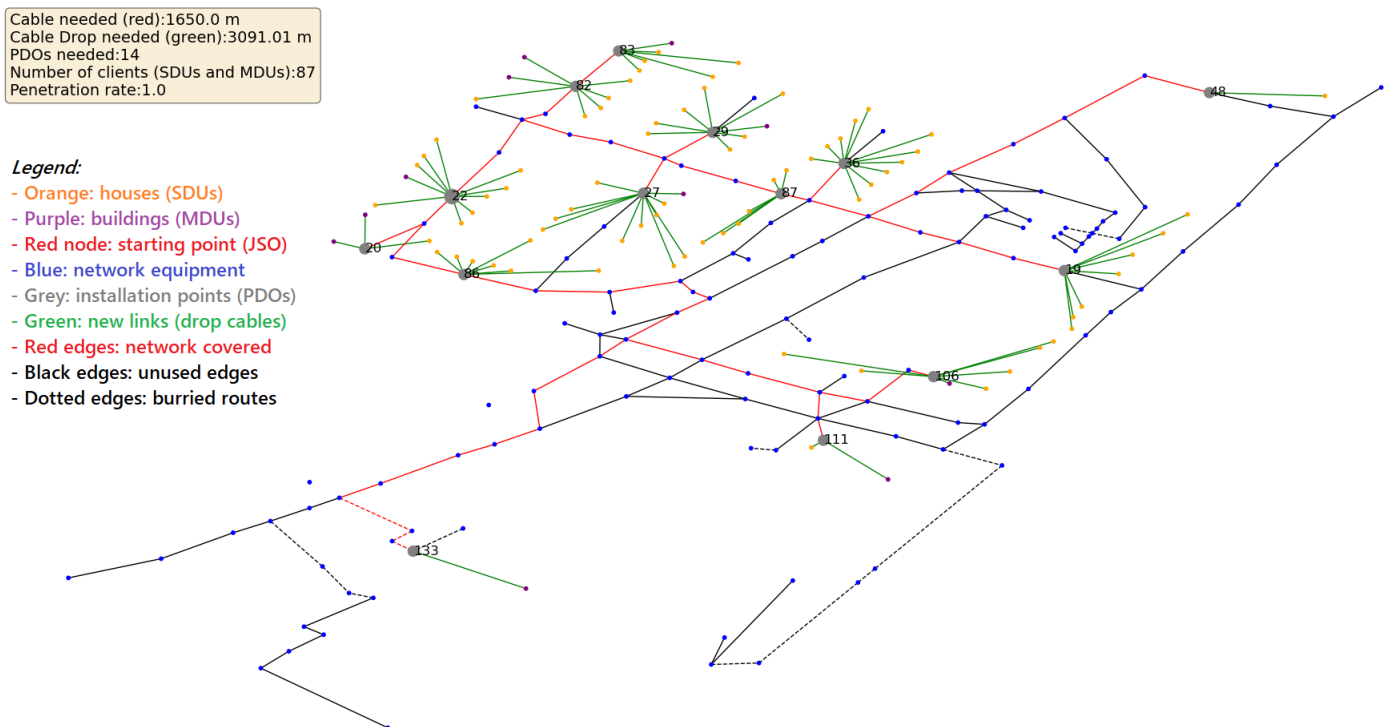 Cable needed (red):1650.0 m
Cable Drop needed (green):3091.01 m
PDOs needed:14
Number of clients (SDUs and MDUs):87
Penetration rate:1.0
Legend:
- Orange: houses (SDUs)
- Purple: buildings (MDUs)
- Red node: starting point (JSO)
- Blue: network equipment
- Grey: installation points (PDOs)
- Green: new links (drop cables)
- Red edges: network covered
- Black edges: unused edges
- Dotted edges: burried routes
83
82
48
29
36
22
27
87
20
86
19
106
111
133